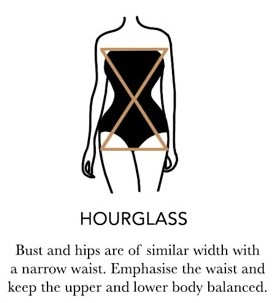 HOURGLASS
Bust and hips are of similar width with
a narrow waist. Emphasise the waist and
keep the upper and lower body balanced.